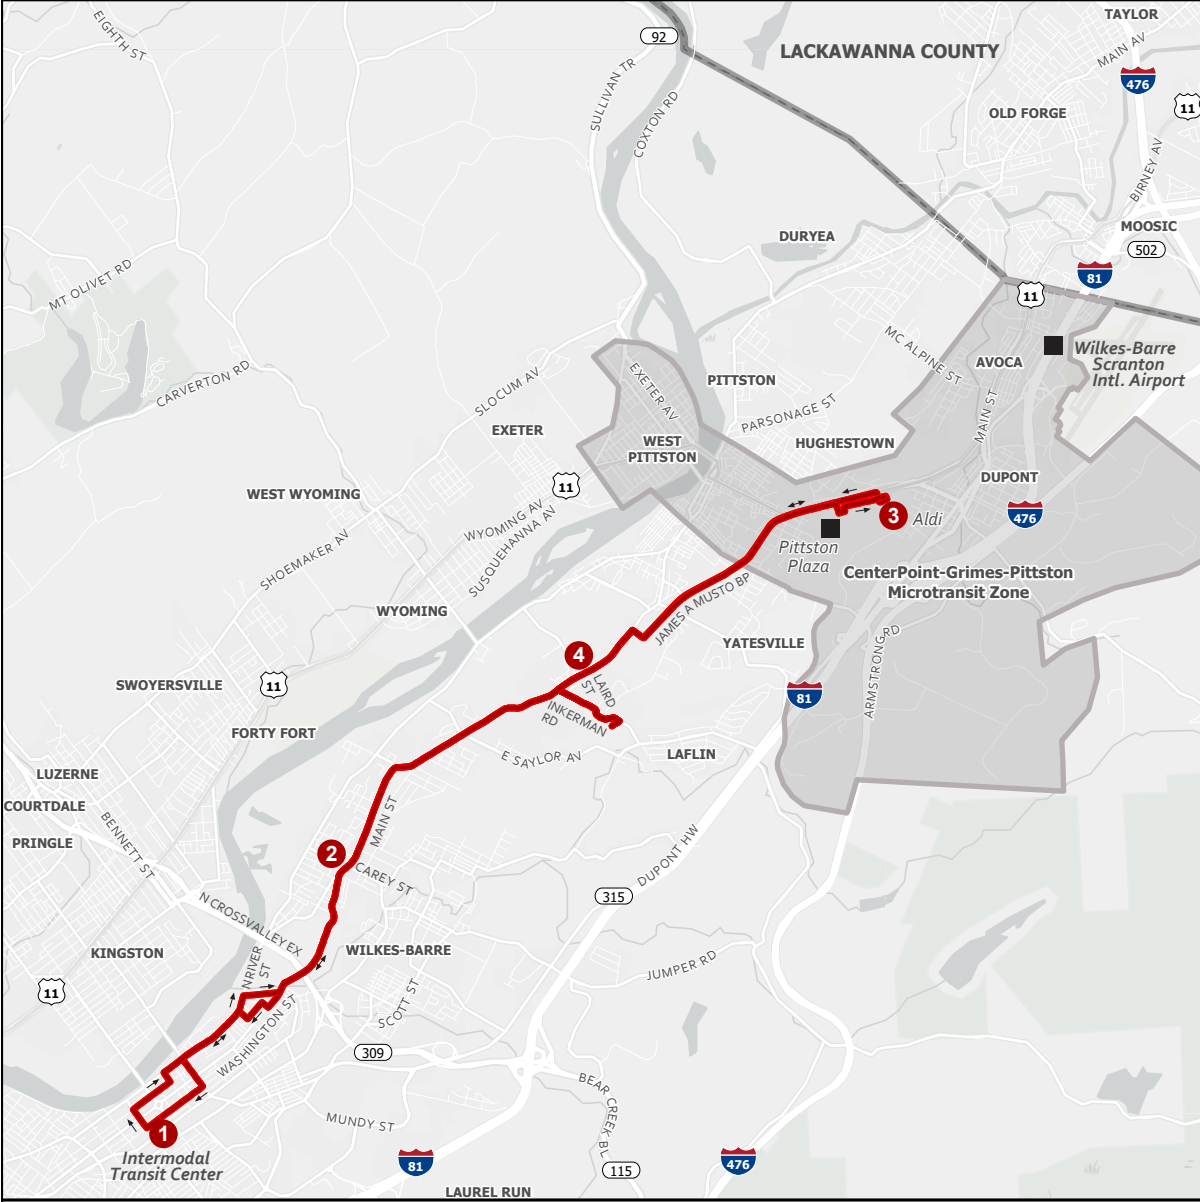 TAYLOR
MAIN AV
EIGHTH ST
92
LACKAWANNA COUNTY
476
11
SULLIVAN TR
COXTON RD
OLD FORGE
BIRNEY AV
MOOSIC
DURYEA
502
MT OLIVET RD
81
11
MC ALPINE ST
Wilkes-Barre
Scranton
Intl. Airport
AVOCA
CARVERTON RD
SLOCUM AV
EXETER AV
PITTSTON
PARSONAGE ST
MAIN ST
EXETER
WEST
PITTSTON
HUGHESTOWN
DUPONT
11
WEST WYOMING
WYOMING AV
SUSQUEHANNA AV
476
3
Aldi
SHOEMAKER AV
Pittston
Plaza
CenterPoint-Grimes-Pittston
Microtransit Zone
JAMES A MUSTO BP
WYOMING
ARMSTRONG RD
YATESVILLE
4
SWOYERSVILLE
11
LAIRD
ST
81
INKERMAN
RD
FORTY FORT
E SAYLOR AV
LAFLIN
LUZERNE
COURTDALE
PRINGLE
BENNETT ST
MAIN ST
2
CAREY ST
DUPONT HW
315
N CROSSVALLEY EX
KINGSTON
WILKES-BARRE
N RIVER
ST
JUMPER RD
11
SCOTT ST
WASHINGTON ST
309
BEAR CREEK BL
MUNDY ST
1
Intermodal
Transit Center
81
476
115
LAUREL RUN